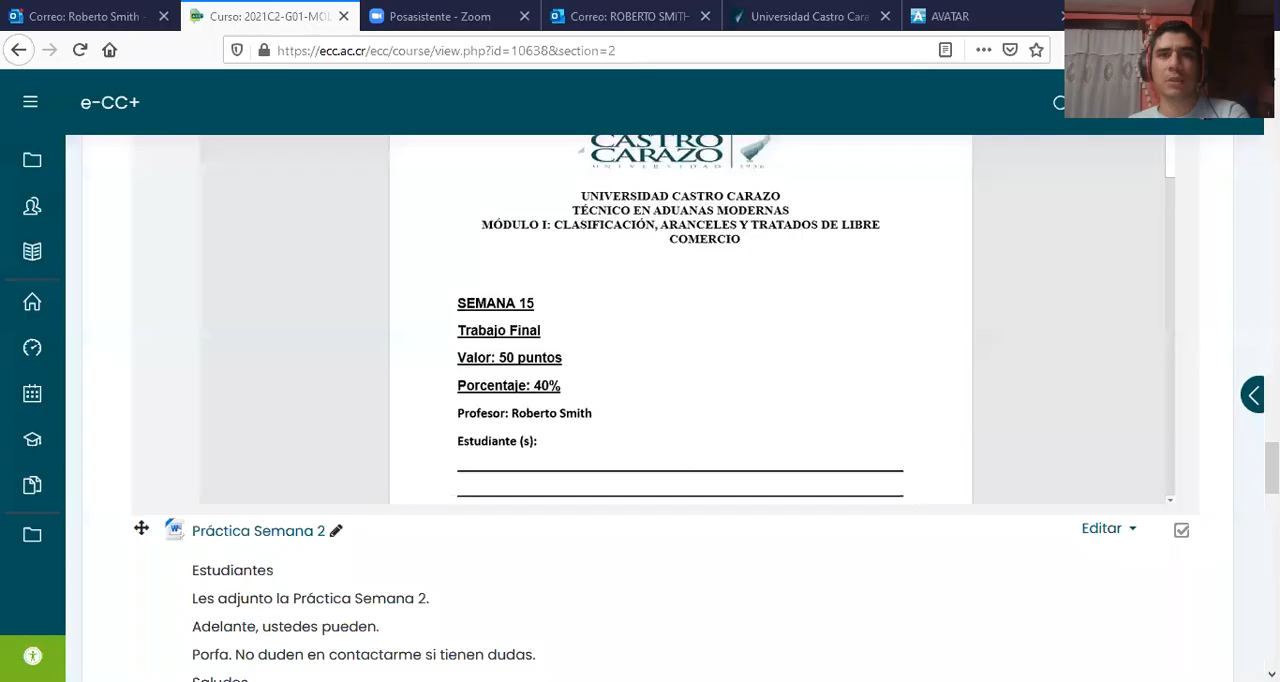 Correo: Roberto Smith -
Curso: 2021C2-G01-MÓD
Posasistente - Zoom
Correo: ROBERTO SMITH
Universidad Castro Cara
AVATAR
https://ecc.ac.cr/ecc/course/view.php?id=10638&section=2
e-CC+
CASTRO
CARAZO
UNIVERSIDAD
1936
UNIVERSIDAD CASTRO CARAZO
TÉCNICO EN ADUANAS MODERNAS
MÓDULO I: CLASIFICACIÓN, ARANCELES Y TRATADOS DE LIBRE
COMERCIO
SEMANA 15
Trabajo Final
Valor: 50 puntos
Porcentaje: 40%
Profesor: Roberto Smith
Estudiante (s):
Práctica Semana 2
Editar
Estudiantes
Les adjunto la Práctica Semana 2.
Adelante, ustedes pueden.
Porfa. No duden en contactarme si tienen dudas.
Saludos